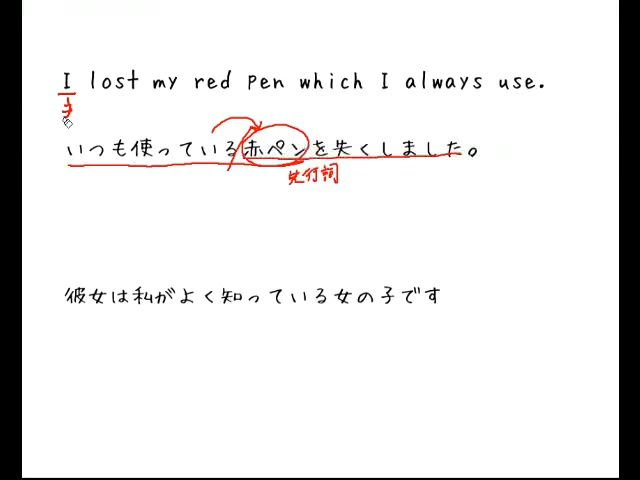 I lost my red pen which I always use.
いつも使っている赤ペンを失くしました。
先行詞
彼女は私がよく知っている女の子です